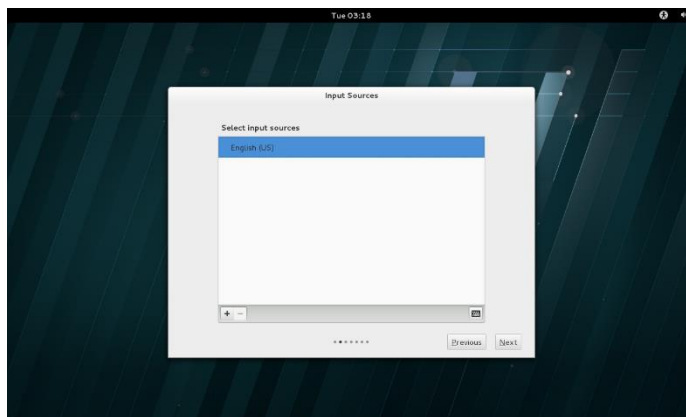 Tue 03:18
Input Sources
Select input sources
English (US)
+ -
Previous Next